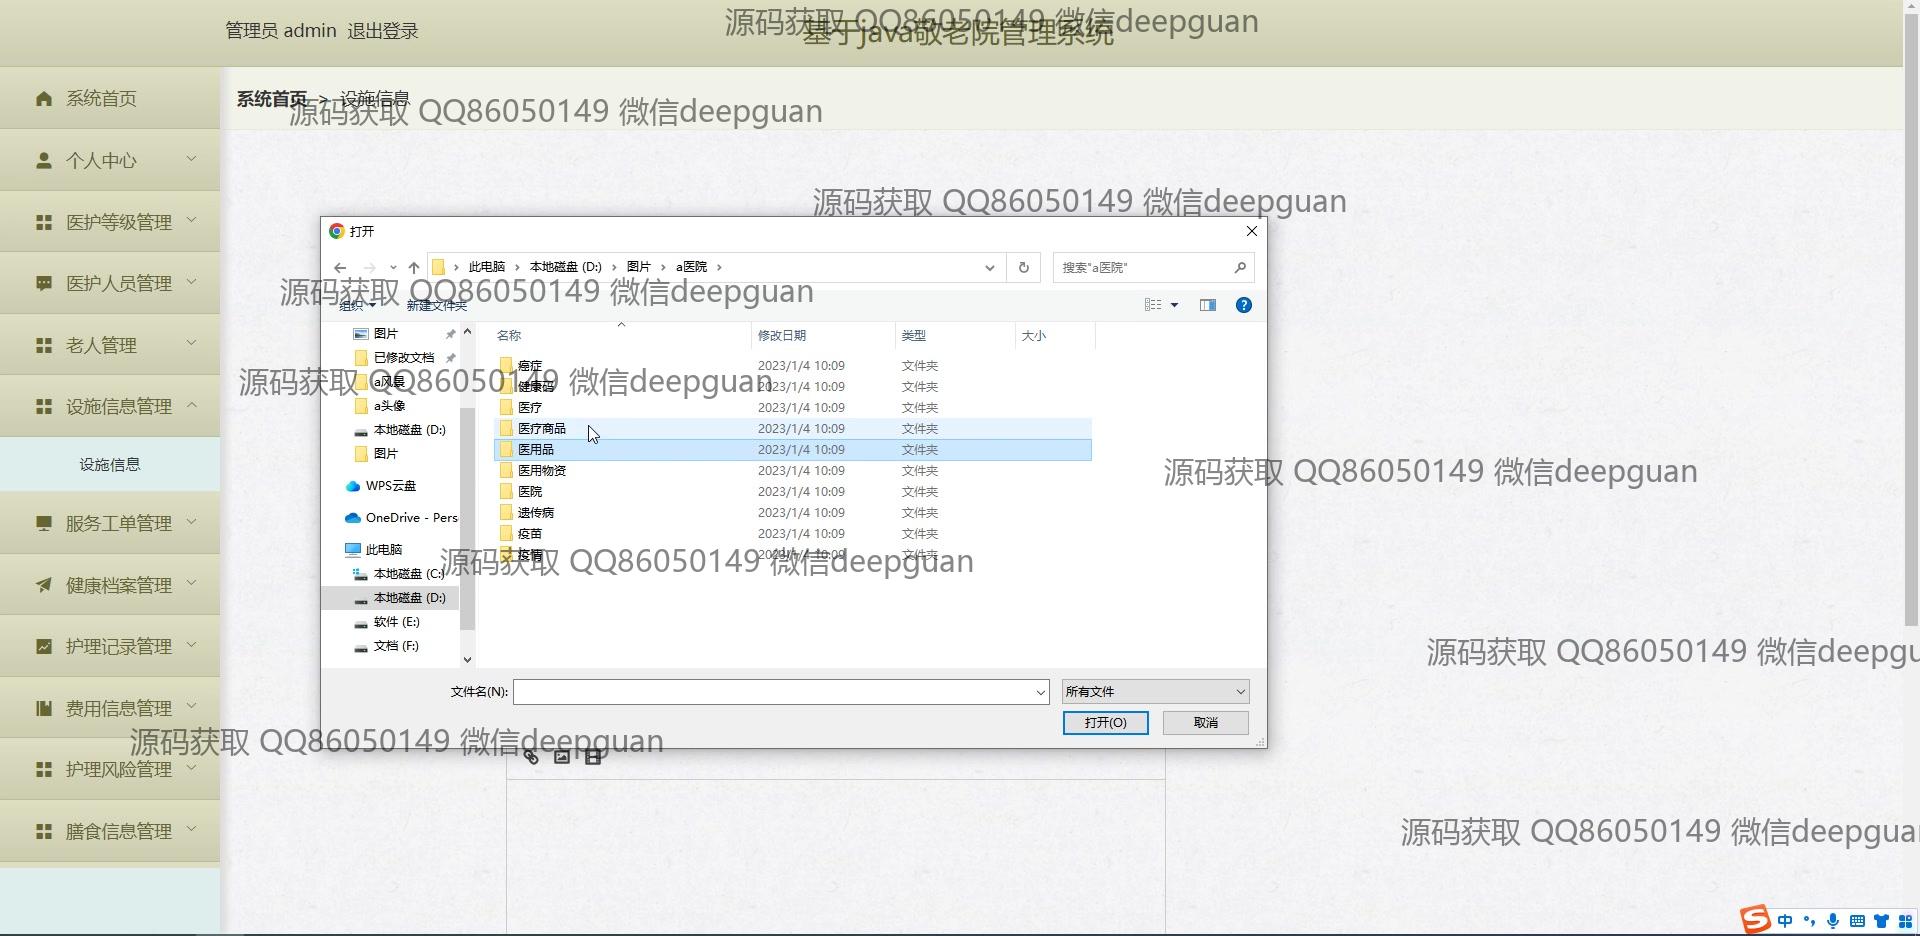 管理员 admin 退出登录
基于java敬老院管理系统
源码获取 QQ86050149 微信deepguan
系统首页
个人中心
医护等级管理
医护人员管理
老人管理
设施信息管理
设施信息
服务工单管理
健康档案管理
护理记录管理
费用信息管理
护理风险管理
膳食信息管理
系统首页 > 设施信息
源码获取 QQ86050149 微信deepguan
源码获取 QQ86050149 微信deepguan
打开
此电脑 › 本地磁盘 (D:) › 图片 › a医院 ›
搜索"a医院"
源码获取 QQ86050149 微信deepguan
组织 新建文件夹
图片
已修改文档
a风景
a头像
本地磁盘 (D:)
图片
WPS云盘
OneDrive - Pers
此电脑
本地磁盘 (C:)
本地磁盘 (D:)
软件 (E:)
文档 (F:)
名称 修改日期 类型 大小
癌症 2023/1/4 10:09 文件夹
健康码 2023/1/4 10:09 文件夹
源码获取 QQ86050149 微信deepguan
医疗 2023/1/4 10:09 文件夹
医疗商品 2023/1/4 10:09 文件夹
医用品 2023/1/4 10:09 文件夹
医用物资 2023/1/4 10:09 文件夹
医院 2023/1/4 10:09 文件夹
遗传病 2023/1/4 10:09 文件夹
疫苗 2023/1/4 10:09 文件夹
疫情 2023/1/4 10:09 文件夹
源码获取 QQ86050149 微信deepguan
源码获取 QQ86050149 微信deepguan
文件名(N):
所有文件
打开(O) 取消
源码获取 QQ86050149 微信deepgu
源码获取 QQ86050149 微信deepguan
源码获取 QQ86050149 微信deepguan
中